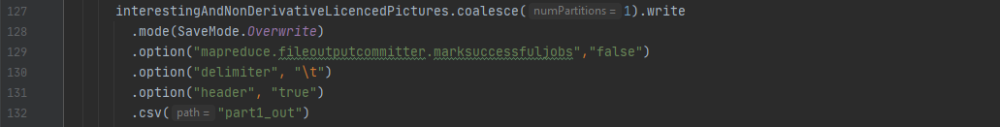 127 interestingAndNonDerivativeLicencedPictures.coalesce( numPartitions = 1).write
128 .mode(SaveMode.Overwrite)
129 .option("mapreduce.fileoutputcommitter.marksuccessfuljobs","false")
130 .option("delimiter", "\t")
131 .option("header", "true")
132 .csv( path = "part1_out")